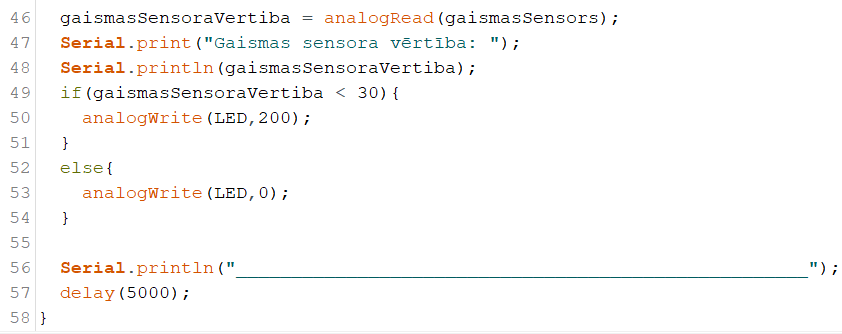 46 gaismasSensoraVertiba = analogRead(gaismasSensors);
47 Serial.print("Gaismas sensora vērtība: ");
48 Serial.println(gaismasSensoraVertiba);
49 if(gaismasSensoraVertiba < 30){
50 analogWrite(LED,200);
51 }
52 else{
53 analogWrite(LED,0);
54 }
55
56 Serial.println("____________________________________________________");
57 delay(5000);
58 }